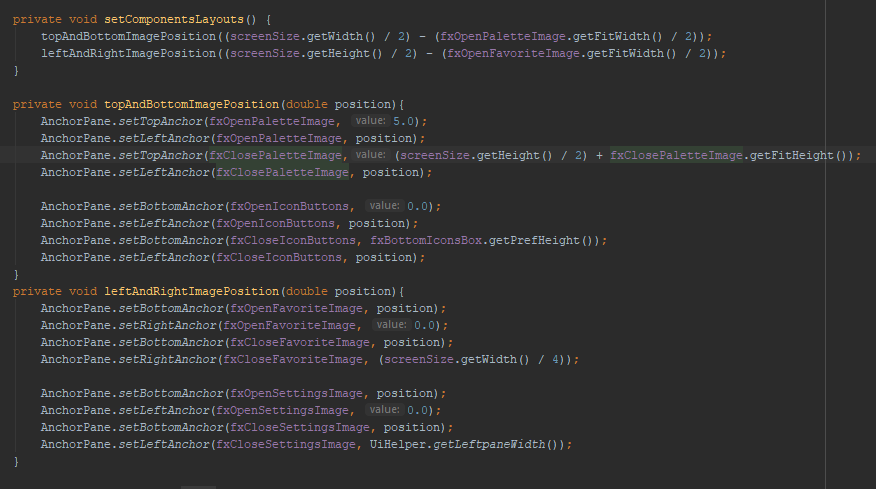 private void setComponentsLayouts() {
topAndBottomImagePosition((screenSize.getWidth() / 2) - (fxOpenPaletteImage.getFitWidth() / 2));
leftAndRightImagePosition((screenSize.getHeight() / 2) - (fxOpenFavoriteImage.getFitWidth() / 2));
}
private void topAndBottomImagePosition(double position){
AnchorPane.setTopAnchor(fxOpenPaletteImage, value: 5.0);
AnchorPane.setLeftAnchor(fxOpenPaletteImage, position);
AnchorPane.setTopAnchor(fxClosePaletteImage, value: (screenSize.getHeight() / 2) + fxClosePaletteImage.getFitHeight());
AnchorPane.setLeftAnchor(fxClosePaletteImage, position);
AnchorPane.setTopAnchor(fxOpenIconButtons, value: 0.0);
AnchorPane.setLeftAnchor(fxOpenIconButtons, position);
AnchorPane.setBottomAnchor(fxCloseIconButtons, fxBottomIconsBox.getPrefHeight());
AnchorPane.setLeftAnchor(fxCloseIconButtons, position);
}
private void leftAndRightImagePosition(double position){
AnchorPane.setBottomAnchor(fxOpenFavoriteImage, position);
AnchorPane.setRightAnchor(fxOpenFavoriteImage, value: 0.0);
AnchorPane.setBottomAnchor(fxCloseFavoriteImage, position);
AnchorPane.setRightAnchor(fxCloseFavoriteImage, (screenSize.getWidth() / 4));
AnchorPane.setBottomAnchor(fxOpenSettingsImage, position);
AnchorPane.setLeftAnchor(fxOpenSettingsImage, value: 0.0);
AnchorPane.setBottomAnchor(fxCloseSettingsImage, position);
AnchorPane.setLeftAnchor(fxCloseSettingsImage, UiHelper.getLeftpaneWidth());
}